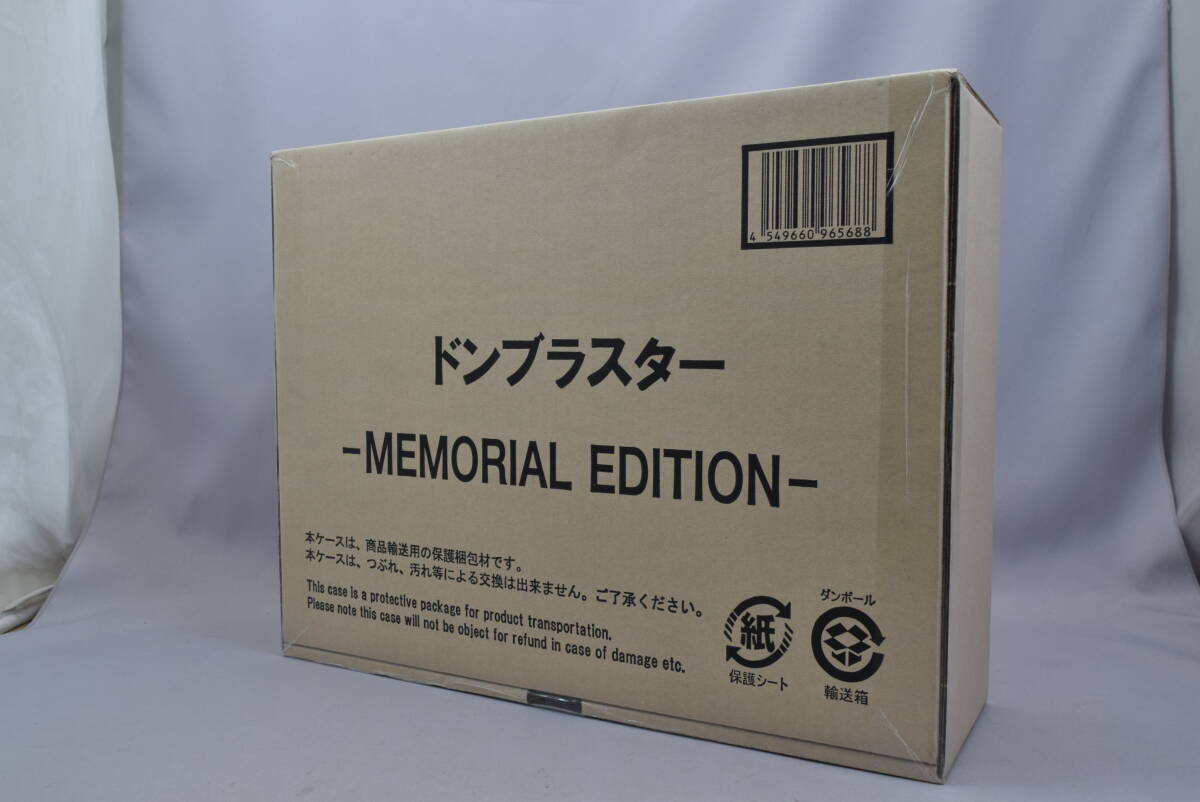 4 549660 965688
ドンブラスター
-MEMORIAL EDITION-
本ケースは、商品輸送用の保護梱包材です。
本ケースは、つぶれ、汚れ等による交換は出来ません。ご了承ください。
This case is a protective package for product transportation.
Please note this case will not be object for refund in case of damage etc.
紙
保護シート
ダンボール
輸送箱